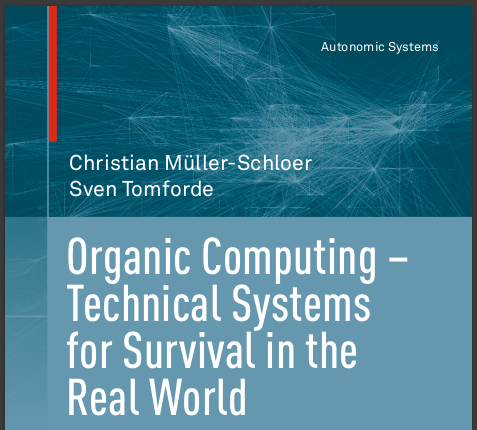 Autonomic Systems
Christian Müller-Schloer
Sven Tomforde
Organic Computing –
Technical Systems
for Survival in the
Real World